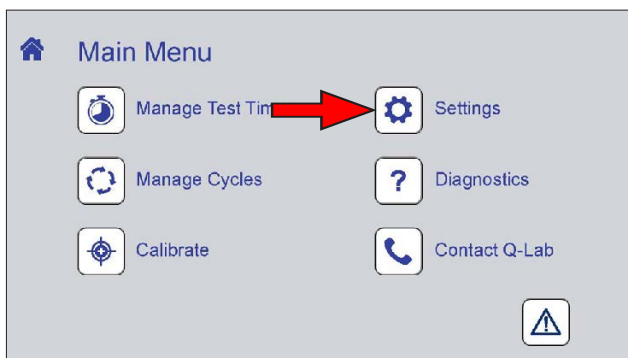 Main Menu
Manage Test Tim
Settings
Manage Cycles
?
Diagnostics
Calibrate
Contact Q-Lab